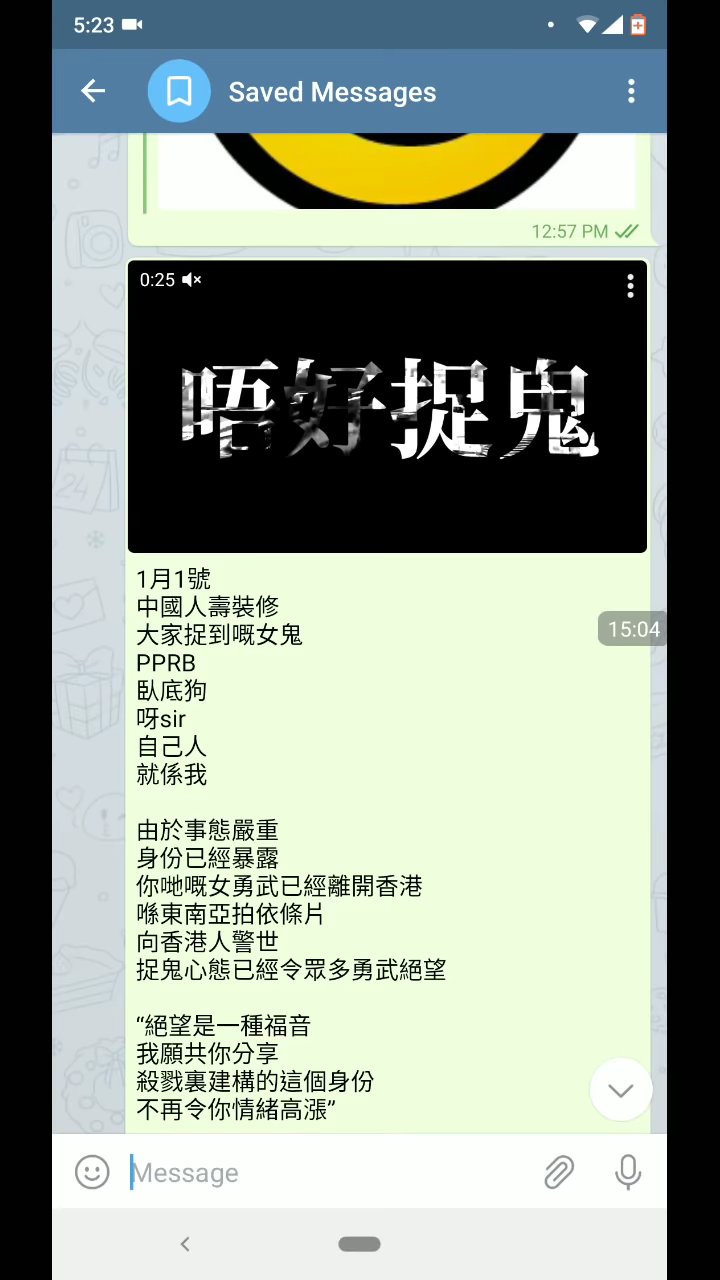 5:23
Saved Messages
12:57 PM
0:25
唔好捉鬼
1月1號
中國人壽裝修
大家捉到嘅女鬼
PPRB
臥底狗
呀sir
自己人
就係我
15:04
由於事態嚴重
身份已經暴露
你哋嘅女勇武已經離開香港
喺東南亞拍依條片
向香港人警世
捉鬼心態已經令眾多勇武絕望
“絕望是一種福音
我願共你分享
殺戮裏建構的這個身份
不再令你情緒高漲”
Message